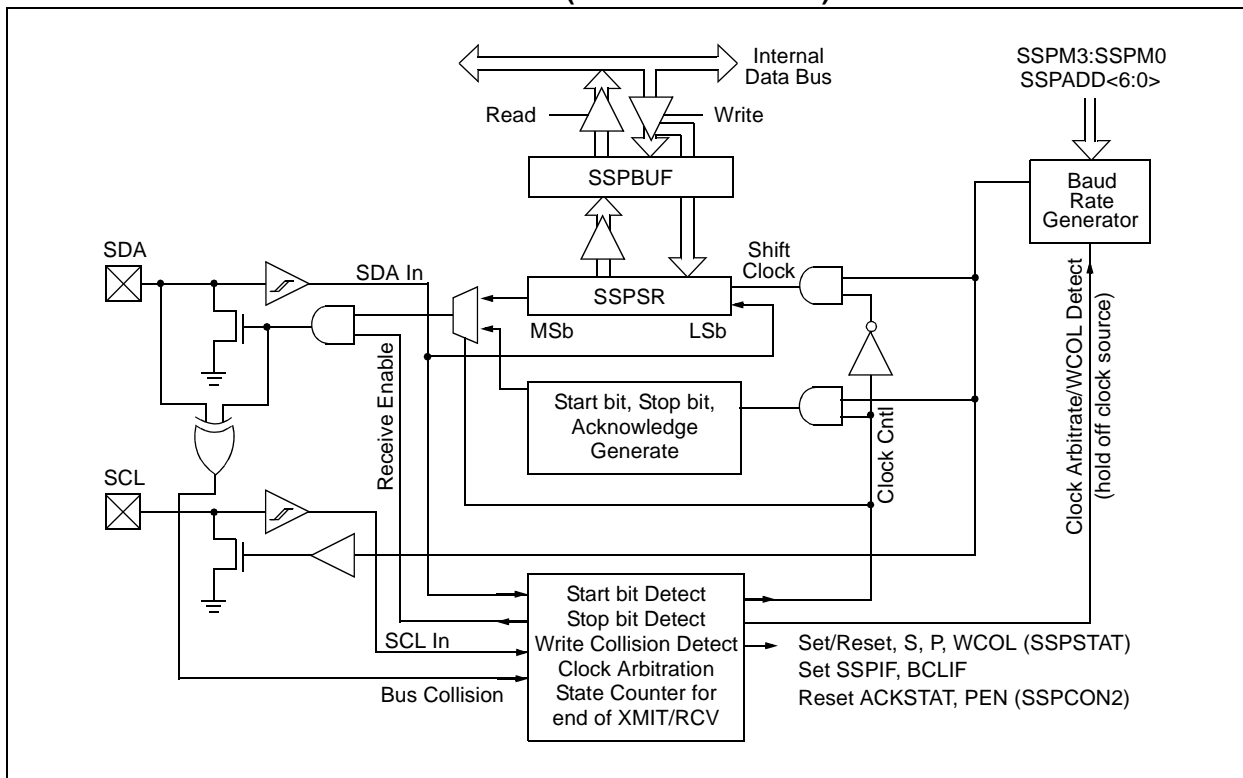 Internal
Data Bus
SSPM3:SSPM0
SSPADD<6:0>
Read
Write
SSPBUF
Baud
Rate
Generator
SDA
SDA In
Shift
Clock
SSPSR
MSb
LSb
Receive Enable
Start bit, Stop bit,
Acknowledge
Generate
Clock Cntl
Clock Arbitrate/WCOL Detect
(hold off clock source)
SCL
SCL In
Bus Collision
Start bit Detect
Stop bit Detect
Write Collision Detect
Clock Arbitration
State Counter for
end of XMIT/RCV
Set/Reset, S, P, WCOL (SSPSTAT)
Set SSPIF, BCLIF
Reset ACKSTAT, PEN (SSPCON2)